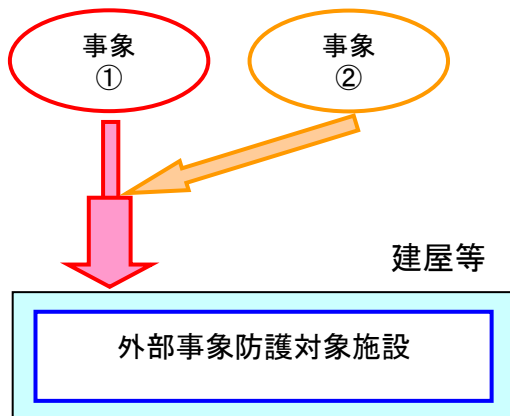 事象
①
事象
②
建屋等
外部事象防護対象施設